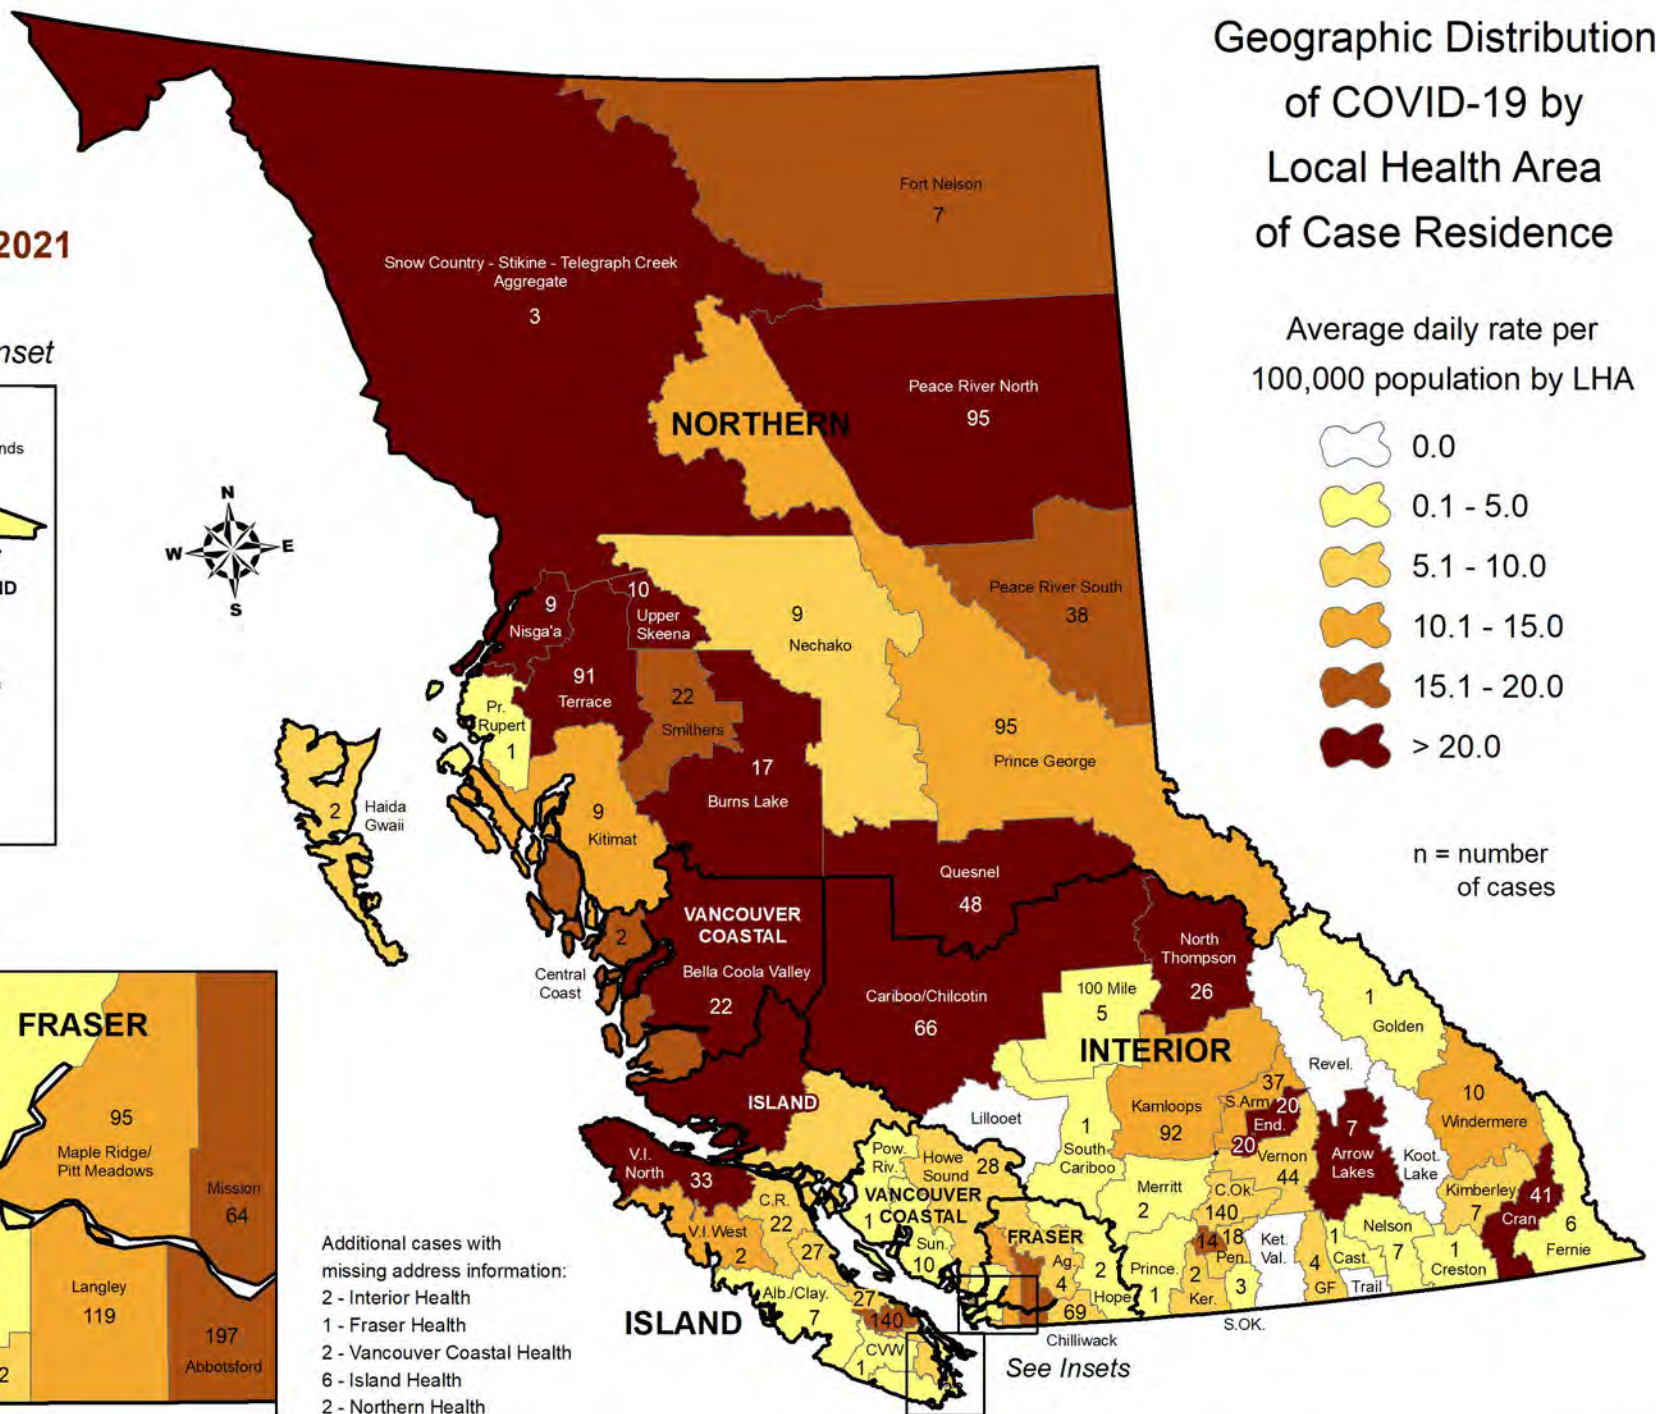 Geographic Distribution
of COVID-19 by
Local Health Area
of Case Residence
2021
Average daily rate per
100,000 population by LHA
0.0
0.1 - 5.0
5.1 - 10.0
10.1 - 15.0
15.1 - 20.0
> 20.0
n = number
of cases
N
W
E
S
Fort Nelson
7
Snow Country - Stikine - Telegraph Creek
Aggregate
3
Peace River North
95
NORTHERN
Peace River South
38
9
Nisga'a
10
Upper
Skeena
9
Nechako
91
Terrace
22
Smithers
Pr.
Rupert
1
95
Prince George
17
Burns Lake
2
Haida
Gwaii
9
Kitimat
Quesnel
48
VANCOUVER
COASTAL
Bella Coola Valley
22
2
Central
Coast
Cariboo/Chilcotin
66
North
Thompson
26
100 Mile
5
1
Golden
INTERIOR
Revel.
Lillooet
Kamloops
92
37
S.Arm
20
End.
20
Vernon
44
7
Arrow
Lakes
Koot.
Lake
10
Windermere
1
South
Cariboo
ISLAND
V.I.
North
33
Pow.
Riv.
1
Howe
Sound
28
VANCOUVER
COASTAL
Sun.
10
Merritt
2
C.Ok.
140
Kimberley
7
41
Cran.
6
Fernie
C.R.
22
V.I.West
2
27
FRASER
Ag.
4
2
Hope
69
Chilliwack
Prince.
1
14
18
Pen.
2
Ker.
3
S.OK.
Ket.
Val.
4
GF
1
Cast.
Nelson
7
Trail
1
Creston
Alb./Clay.
7
27
140
CVW
1
ISLAND
See Insets
nset
nds
ID
FRASER
95
Maple Ridge/
Pitt Meadows
Mission
64
Langley
119
197
Abbotsford
2
Additional cases with
missing address information:
2 - Interior Health
1 - Fraser Health
2 - Vancouver Coastal Health
6 - Island Health
2 - Northern Health